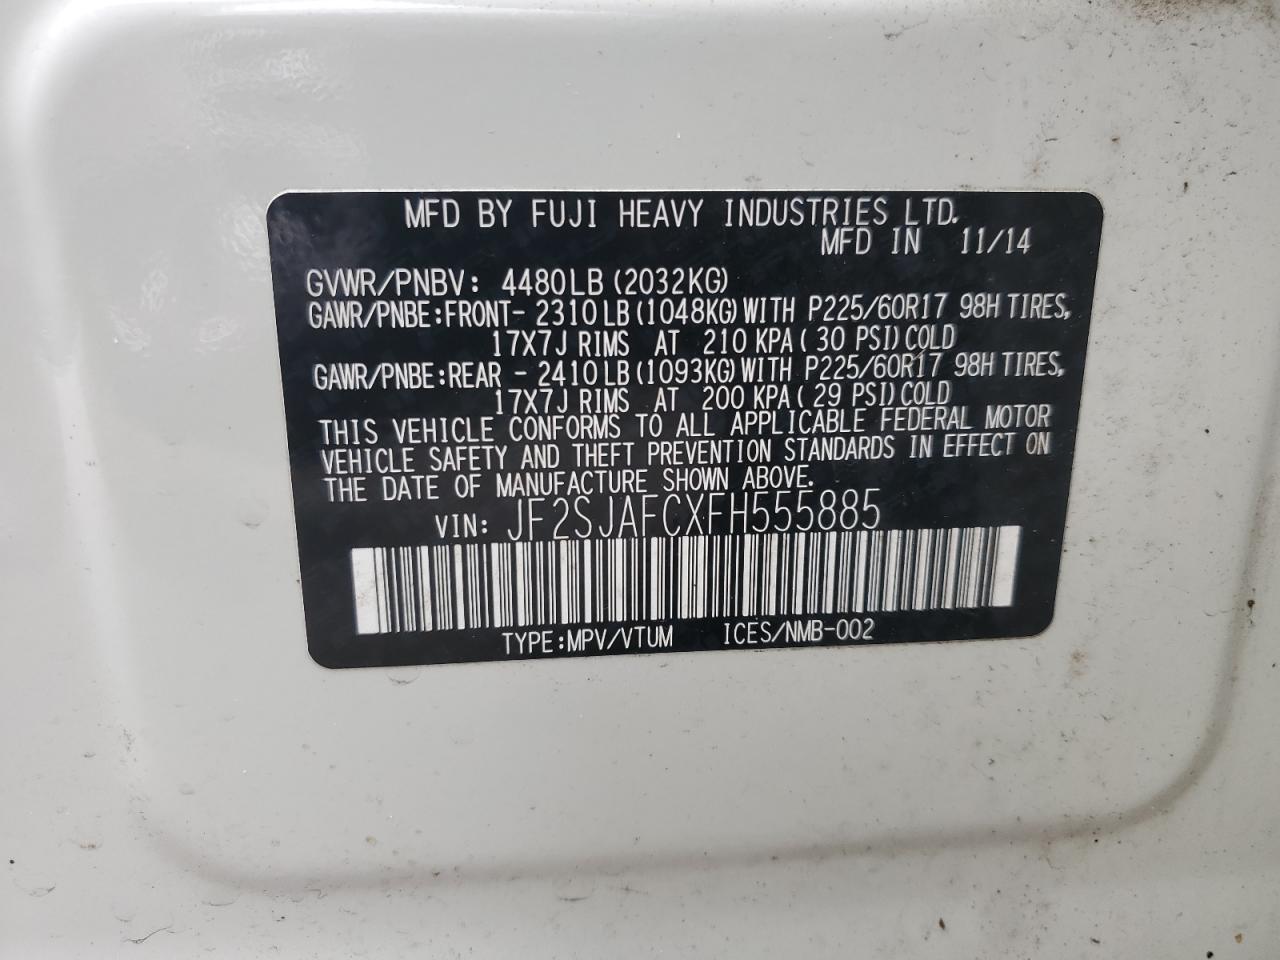 MFD BY FUJI HEAVY INDUSTRIES LTD.
MFD IN 11/14
GVWR/PNBV: 4480LB (2032KG)
GAWR/PNBE:FRONT- 2310LB (1048KG) WITH P225/60R17 98H TIRES,
17X7J RIMS AT 210 KPA ( 30 PSI) COLD
GAWR/PNBE:REAR - 2410LB (1093KG) WITH P225/60R17 98H TIRES,
17X7J RIMS AT 200 KPA ( 29 PSI) COLD
THIS VEHICLE CONFORMS TO ALL APPLICABLE FEDERAL MOTOR
VEHICLE SAFETY AND THEFT PREVENTION STANDARDS IN EFFECT ON
THE DATE OF MANUFACTURE SHOWN ABOVE.
VIN: JF2SJAFCXFH555885
TYPE:MPV/VTUM ICES/NMB-002